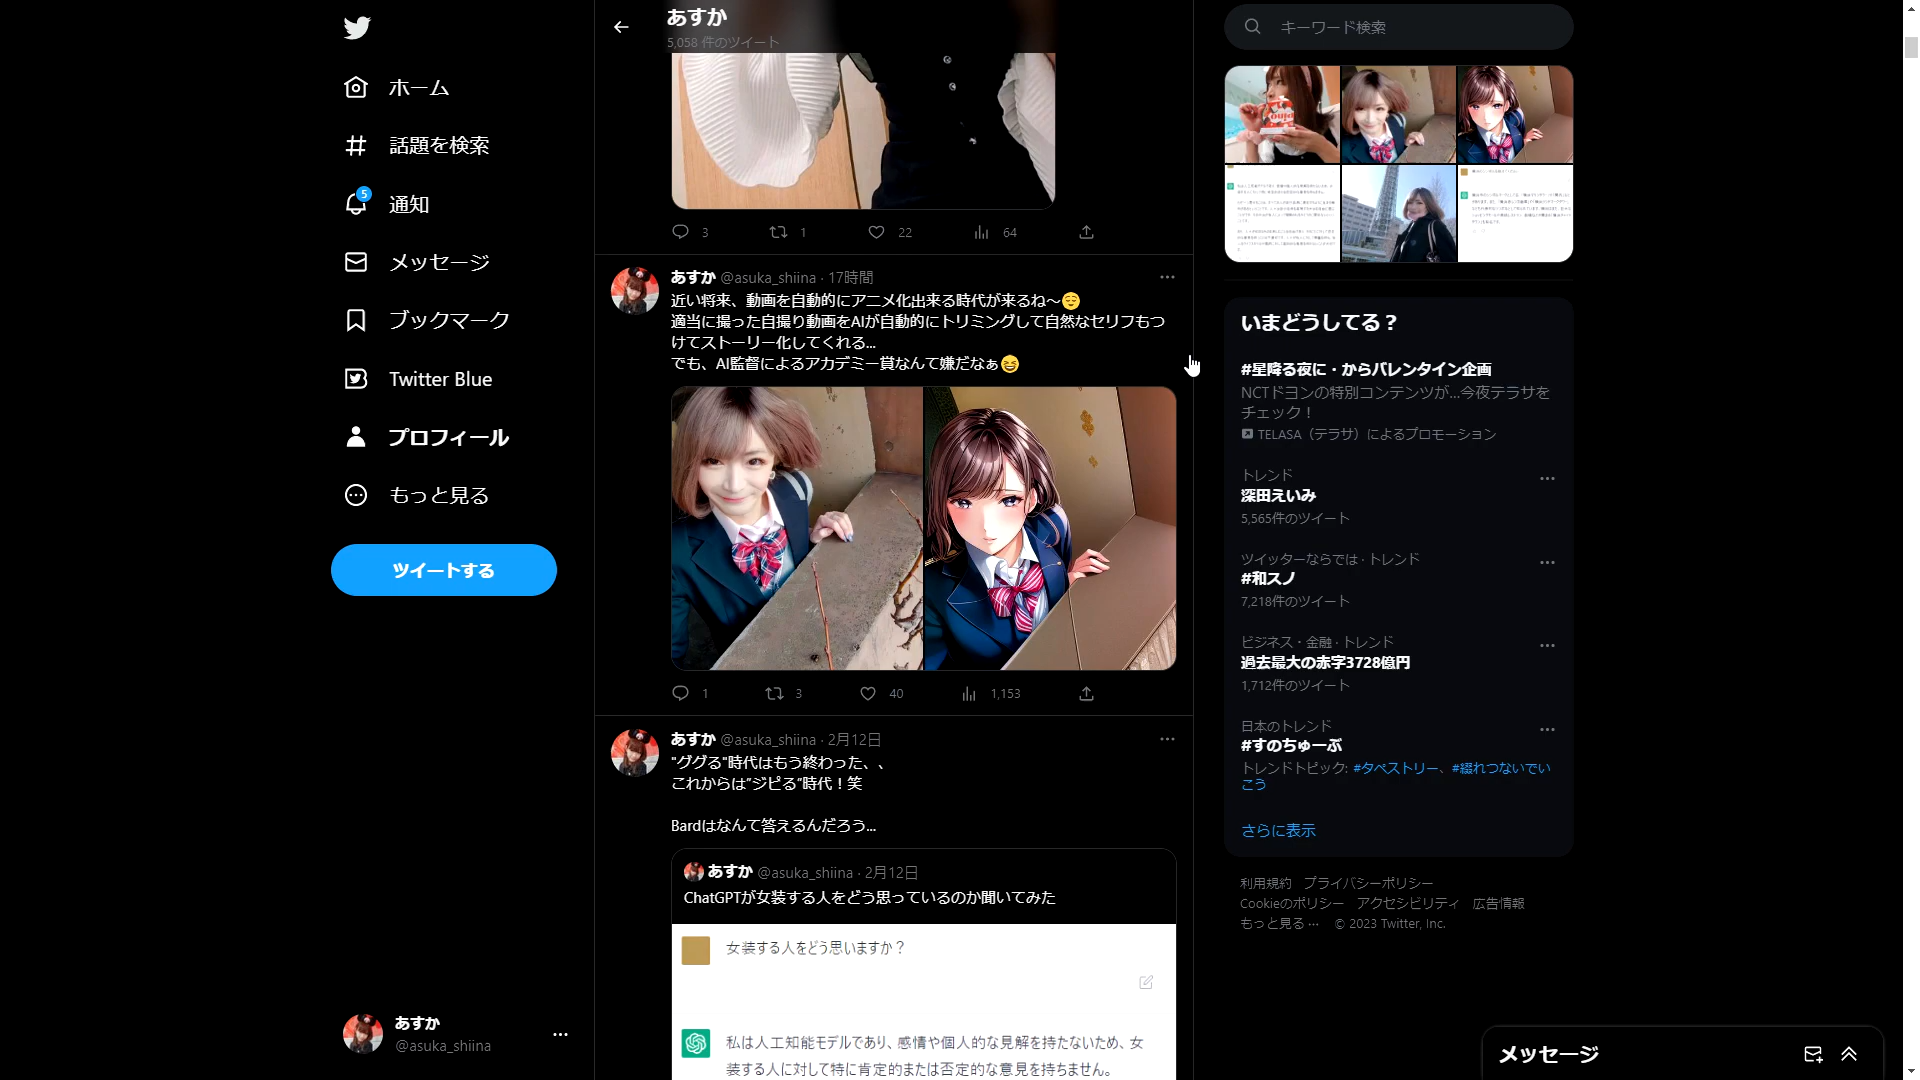 ホーム
話題を検索
5
通知
メッセージ
ブックマーク
Twitter Blue
プロフィール
もっと見る
ツイートする
あすか
@asuka_shiina
あすか
5,058 件のツイート
3 1 22 64
あすか @asuka_shiina · 17時間
近い将来、動画を自動的にアニメ化出来る時代が来るね〜😌
適当に撮った自撮り動画をAIが自動的にトリミングして自然なセリフもつ
けてストーリー化してくれる...
でも、AI監督によるアカデミー賞なんて嫌だなぁ😆
1 3 40 1,153
あすか @asuka_shiina · 2月12日
"ググる"時代はもう終わった、、
これからは"ジピる"時代！笑
Bardはなんて答えるんだろう...
あすか @asuka_shiina · 2月12日
ChatGPTが女装する人をどう思っているのか聞いてみた
女装する人をどう思いますか？
私は人工知能モデルであり、感情や個人的な見解を持たないため、女
装する人に対して特に肯定的または否定的な意見を持ちません。
キーワード検索
いまどうしてる？
#星降る夜に・からバレンタイン企画
NCTドヨンの特別コンテンツが...今夜テラサを
チェック！
TELASA（テラサ）によるプロモーション
トレンド
深田えいみ
5,565件のツイート
ツイッターならでは · トレンド
#和スノ
7,218件のツイート
ビジネス・金融 · トレンド
過去最大の赤字3728億円
1,712件のツイート
日本のトレンド
#すのちゅーぶ
トレンドトピック: #タペストリー、#綴れつないでい
こう
さらに表示
利用規約 プライバシーポリシー
Cookieのポリシー アクセシビリティ 広告情報
もっと見る ... © 2023 Twitter, Inc.
メッセージ